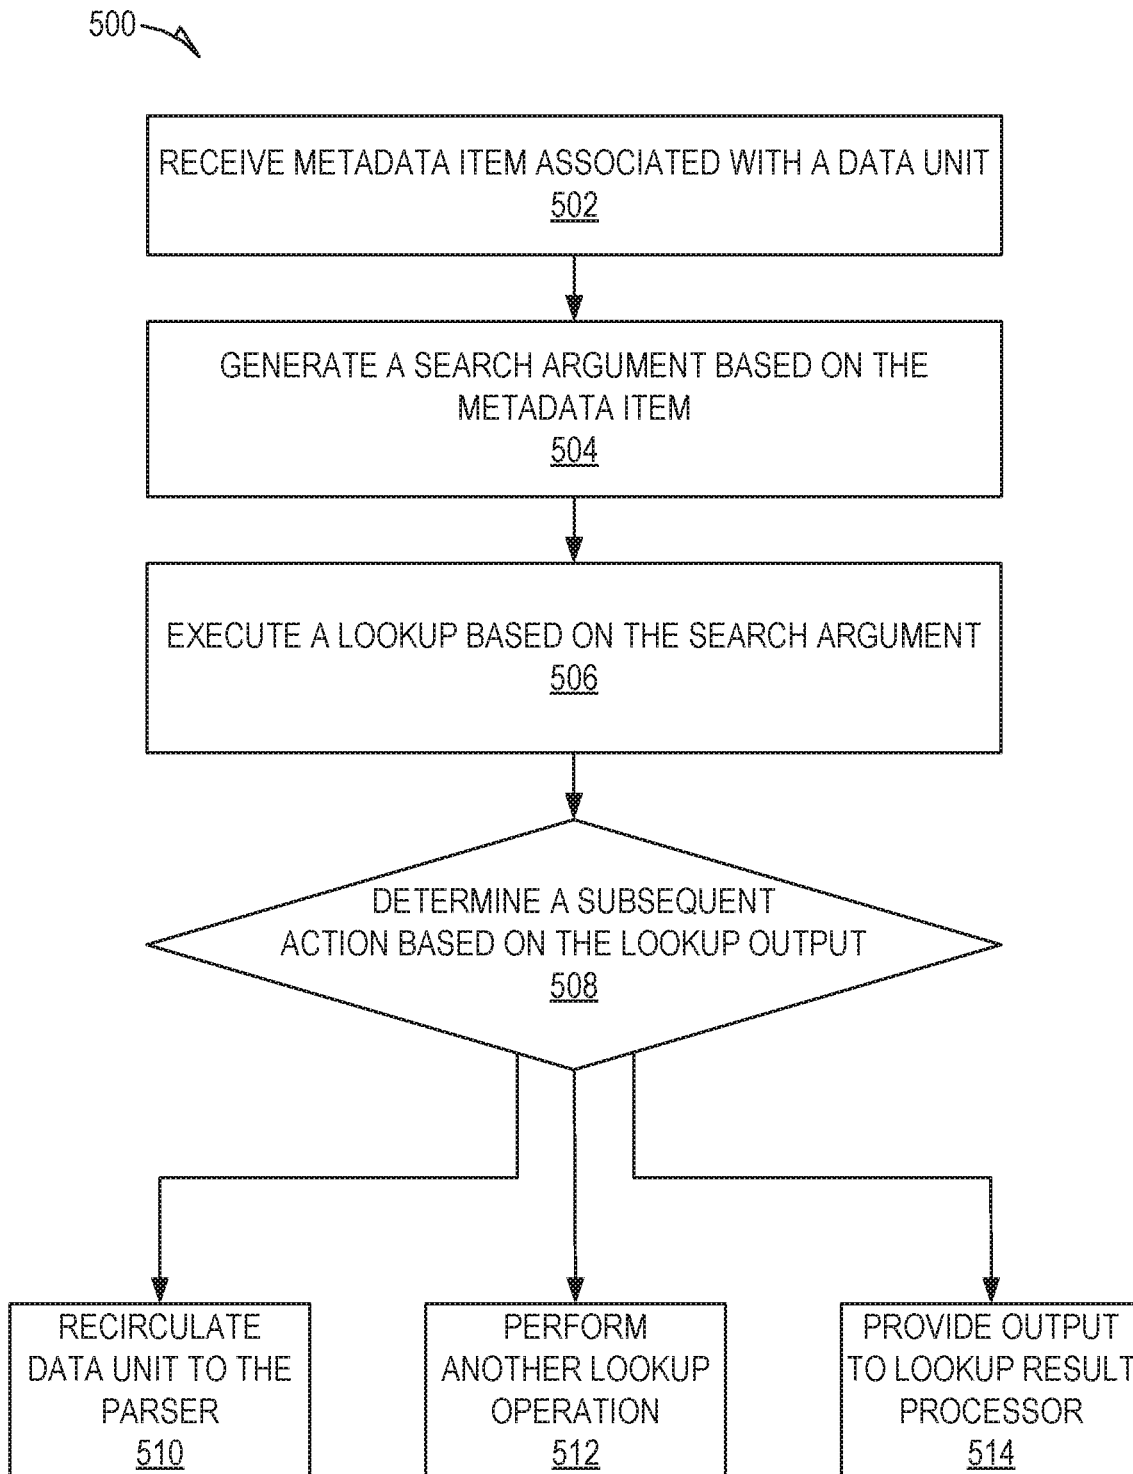 500
RECEIVE METADATA ITEM ASSOCIATED WITH A DATA UNIT
502
GENERATE A SEARCH ARGUMENT BASED ON THE
METADATA ITEM
504
EXECUTE A LOOKUP BASED ON THE SEARCH ARGUMENT
506
DETERMINE A SUBSEQUENT
ACTION BASED ON THE LOOKUP OUTPUT
508
RECIRCULATE
DATA UNIT TO THE
PARSER
510
PERFORM
ANOTHER LOOKUP
OPERATION
512
PROVIDE OUTPUT
TO LOOKUP RESULT
PROCESSOR
514